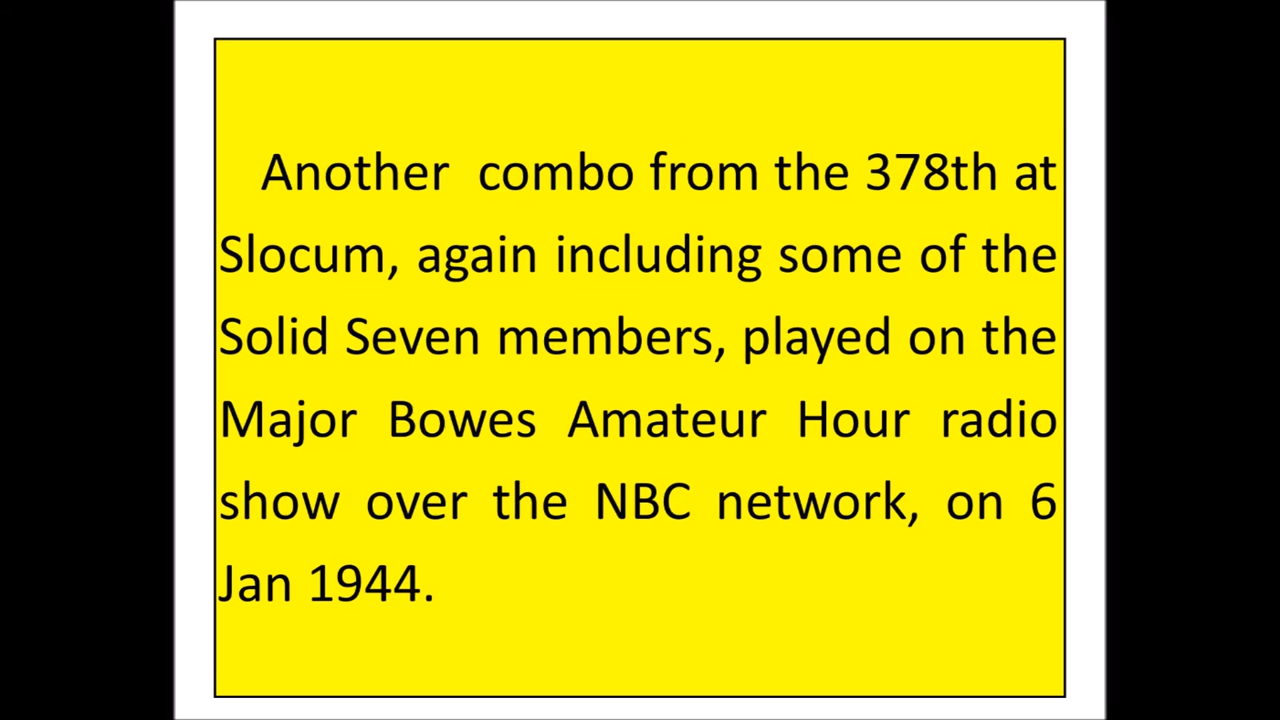 Another combo from the 378th at
Slocum, again including some of the
Solid Seven members, played on the
Major Bowes Amateur Hour radio
show over the NBC network, on 6
Jan 1944.